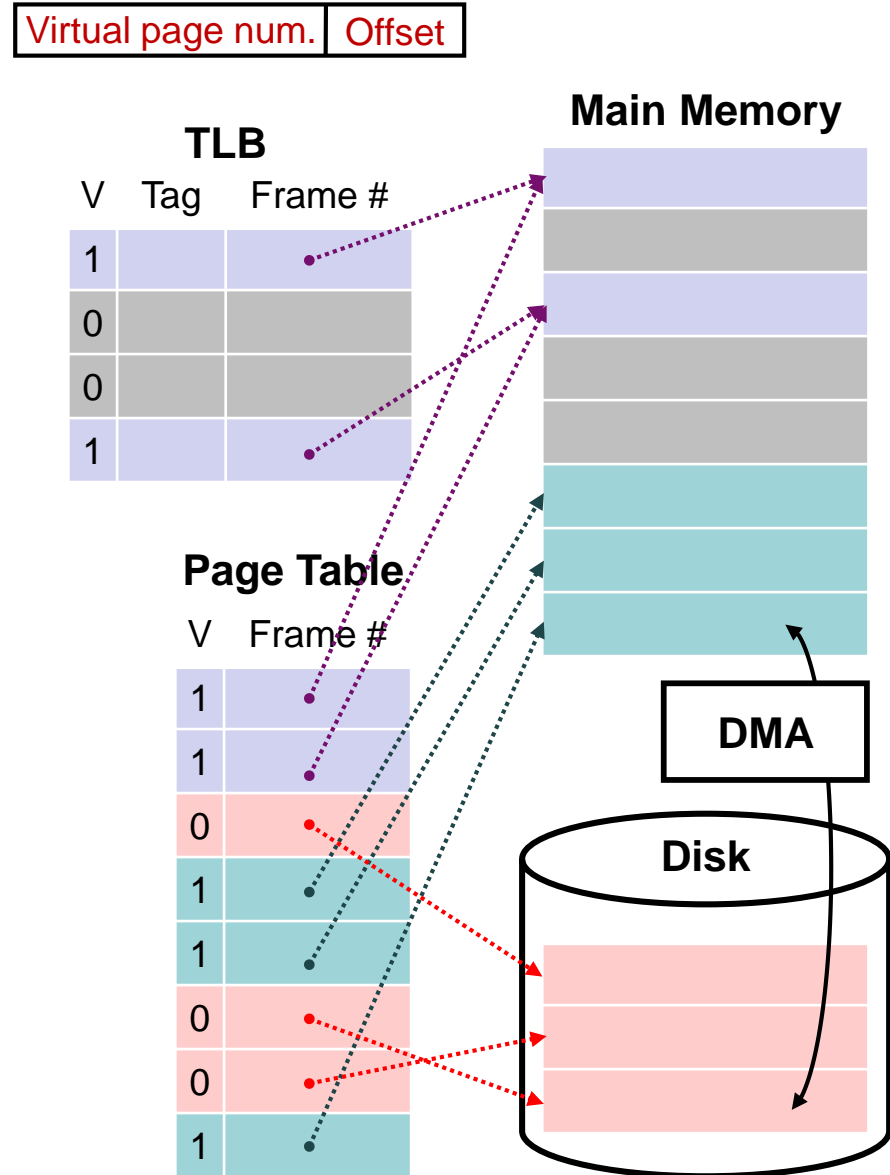 Virtual page num. Offset
Main Memory
TLB
V Tag Frame #
1
0
0
1
Page Table
V Frame #
1
1
0
1
1
0
0
1
DMA
Disk